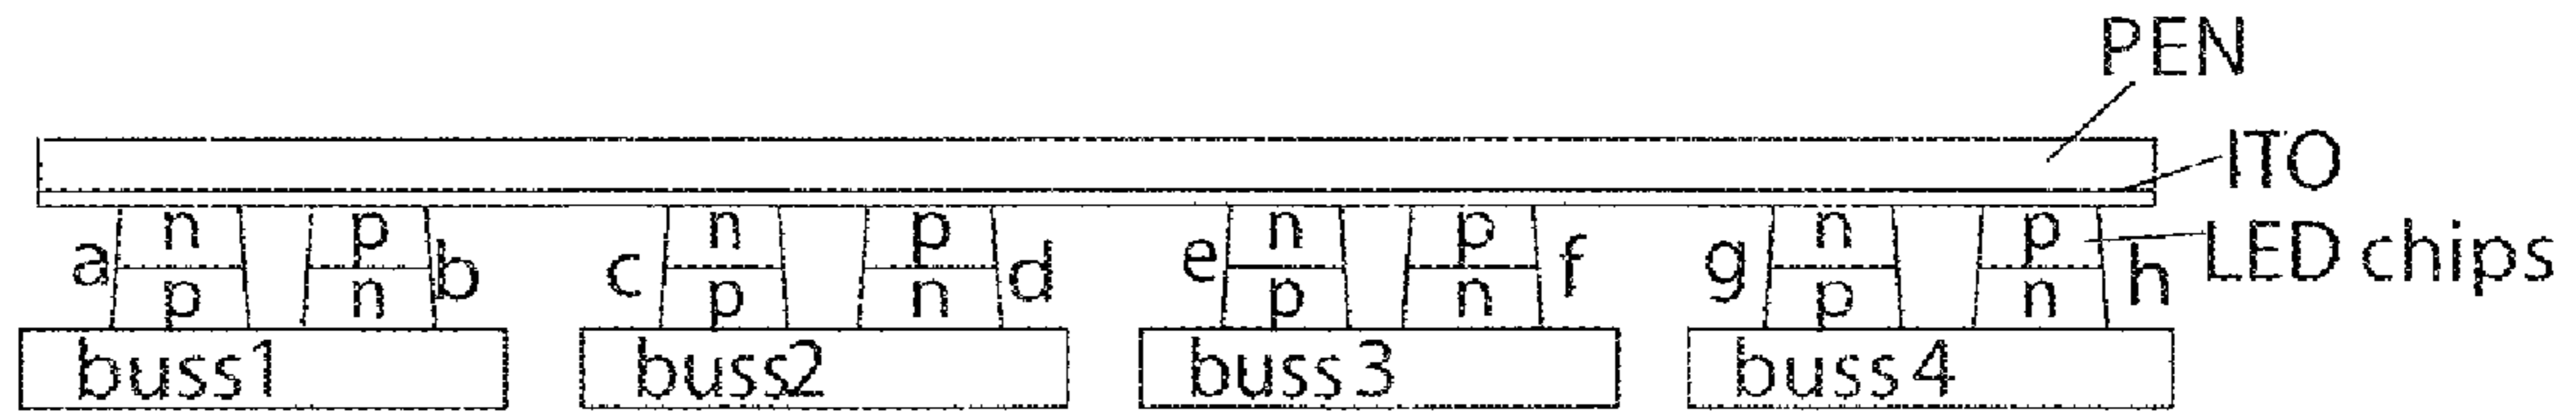 PEN
ITO
n p n p n p n p LED chips
a b c d e f g h
p n p n p n p n
buss1 buss2 buss3 buss4